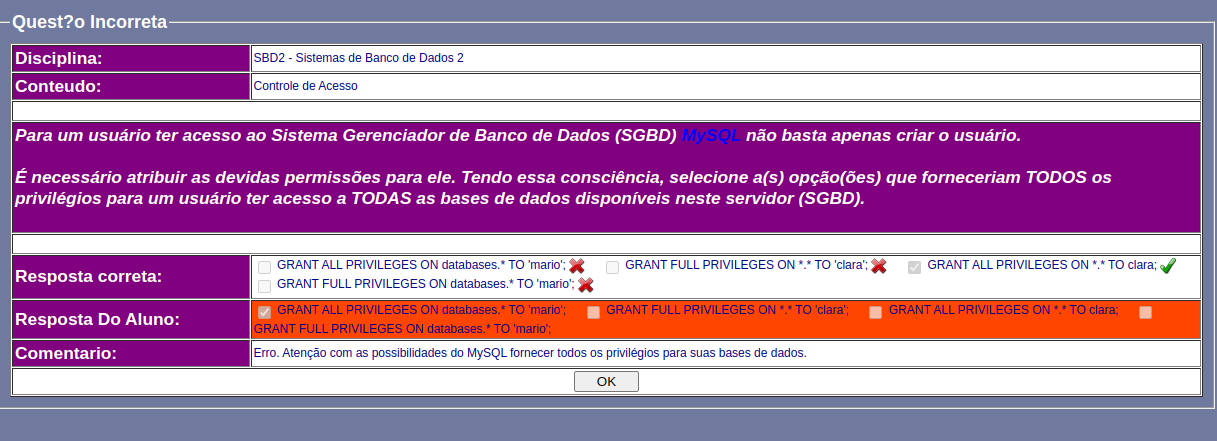 Quest?o Incorreta
Disciplina: SBD2 - Sistemas de Banco de Dados 2
Conteudo: Controle de Acesso
Para um usuário ter acesso ao Sistema Gerenciador de Banco de Dados (SGBD) MySQL não basta apenas criar o usuário.
É necessário atribuir as devidas permissões para ele. Tendo essa consciência, selecione a(s) opção(ões) que forneceriam TODOS os
privilégios para um usuário ter acesso a TODAS as bases de dados disponíveis neste servidor (SGBD).
Resposta correta: GRANT ALL PRIVILEGES ON databases.* TO 'mario'; GRANT FULL PRIVILEGES ON *.* TO 'clara'; GRANT ALL PRIVILEGES ON *.* TO clara;
GRANT FULL PRIVILEGES ON databases.* TO 'mario';
Resposta Do Aluno: GRANT ALL PRIVILEGES ON databases.* TO 'mario'; GRANT FULL PRIVILEGES ON *.* TO 'clara'; GRANT ALL PRIVILEGES ON *.* TO clara;
GRANT FULL PRIVILEGES ON databases.* TO 'mario';
Comentario: Erro. Atenção com as possibilidades do MySQL fornecer todos os privilégios para suas bases de dados.
OK